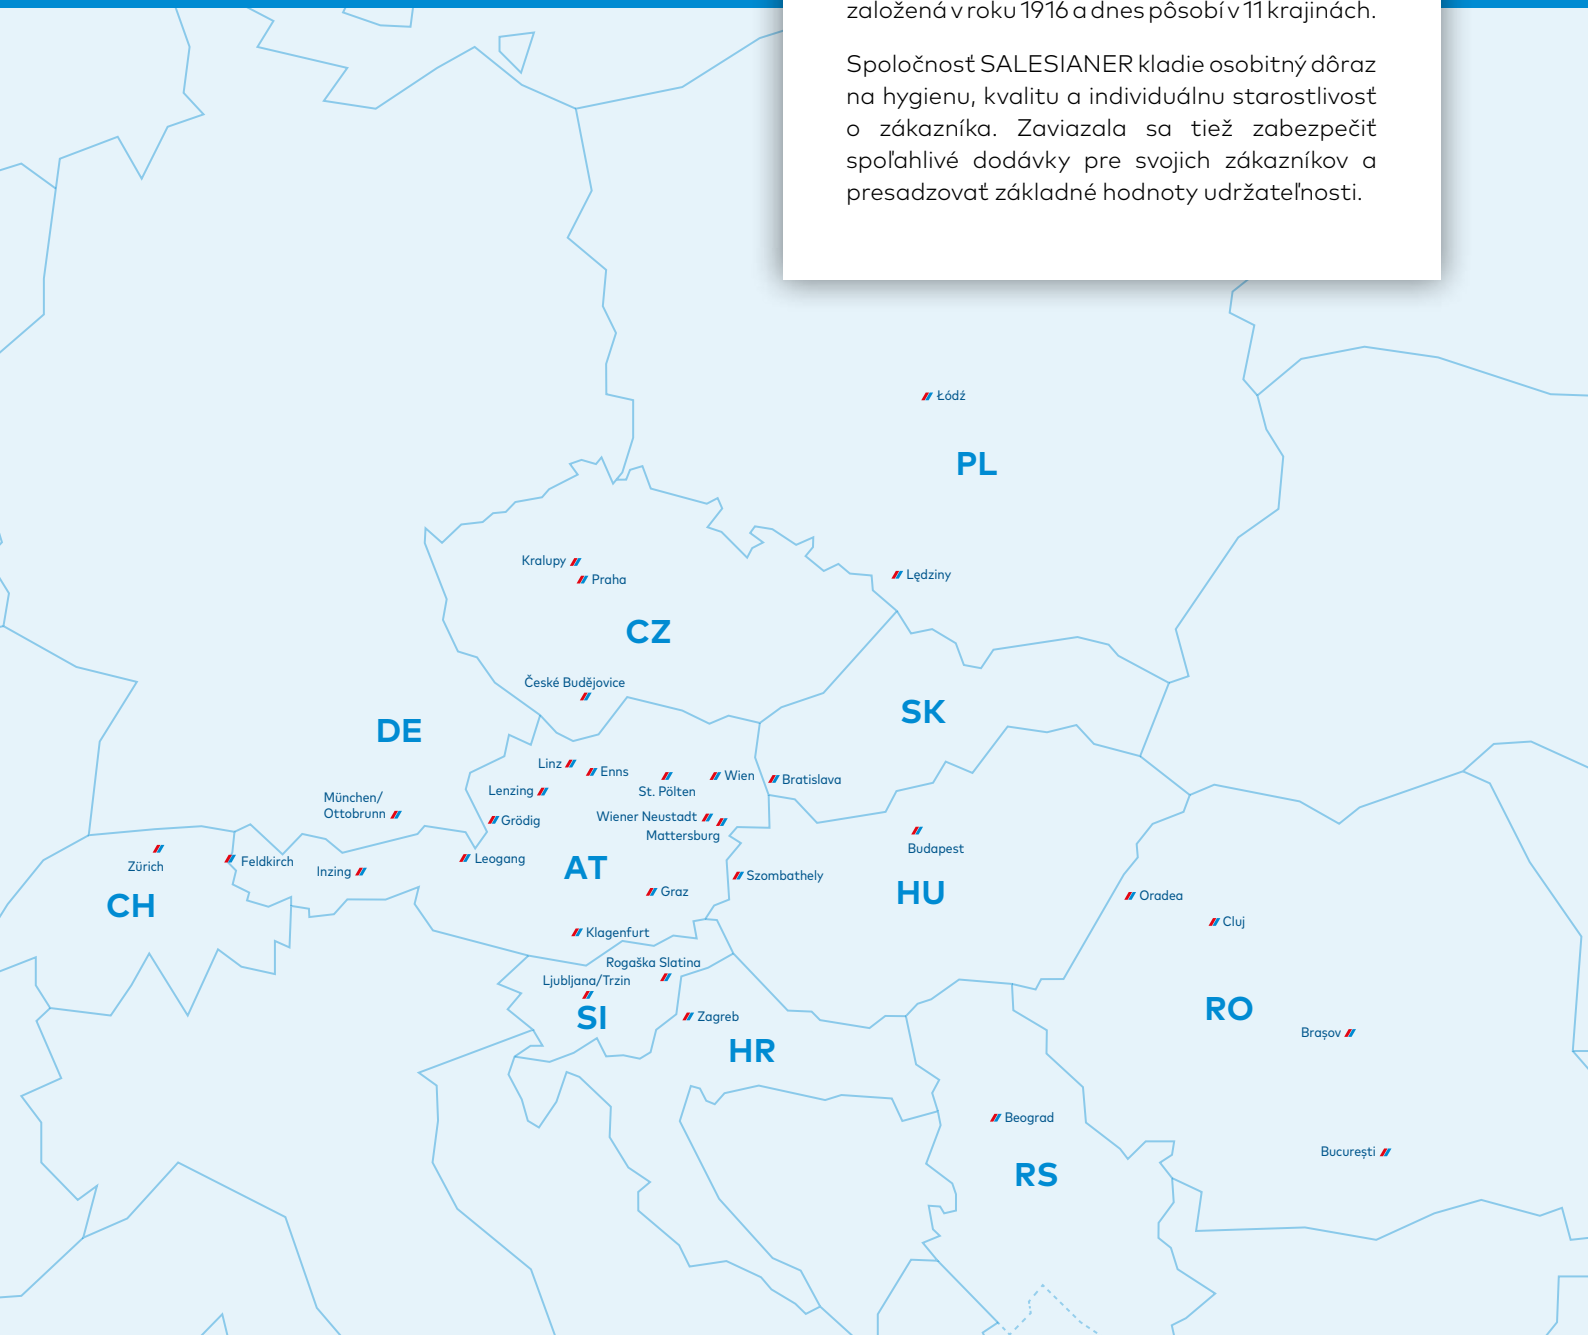 založená v roku 1916 a dnes pôsobí v 11 krajinách.
Spoločnosť SALESIANER kladie osobitný dôraz
na hygienu, kvalitu a individuálnu starostlivosť
o zákazníka. Zaviazala sa tiež zabezpečiť
spoľahlivé dodávky pre svojich zákazníkov a
presadzovať základné hodnoty udržateľnosti.
Łódź
PL
Kralupy
Praha
Lędziny
CZ
České Budějovice
SK
DE
Linz
Enns
St. Pölten
Wien
Bratislava
Lenzing
München/
Ottobrunn
Grödig
Wiener Neustadt
Mattersburg
Budapest
Zürich
Feldkirch
Inzing
Leogang
AT
Szombathely
CH
Graz
HU
Oradea
Cluj
Klagenfurt
Rogaška Slatina
Ljubljana/Trzin
SI
Zagreb
HR
RO
Brașov
Beograd
RS
București